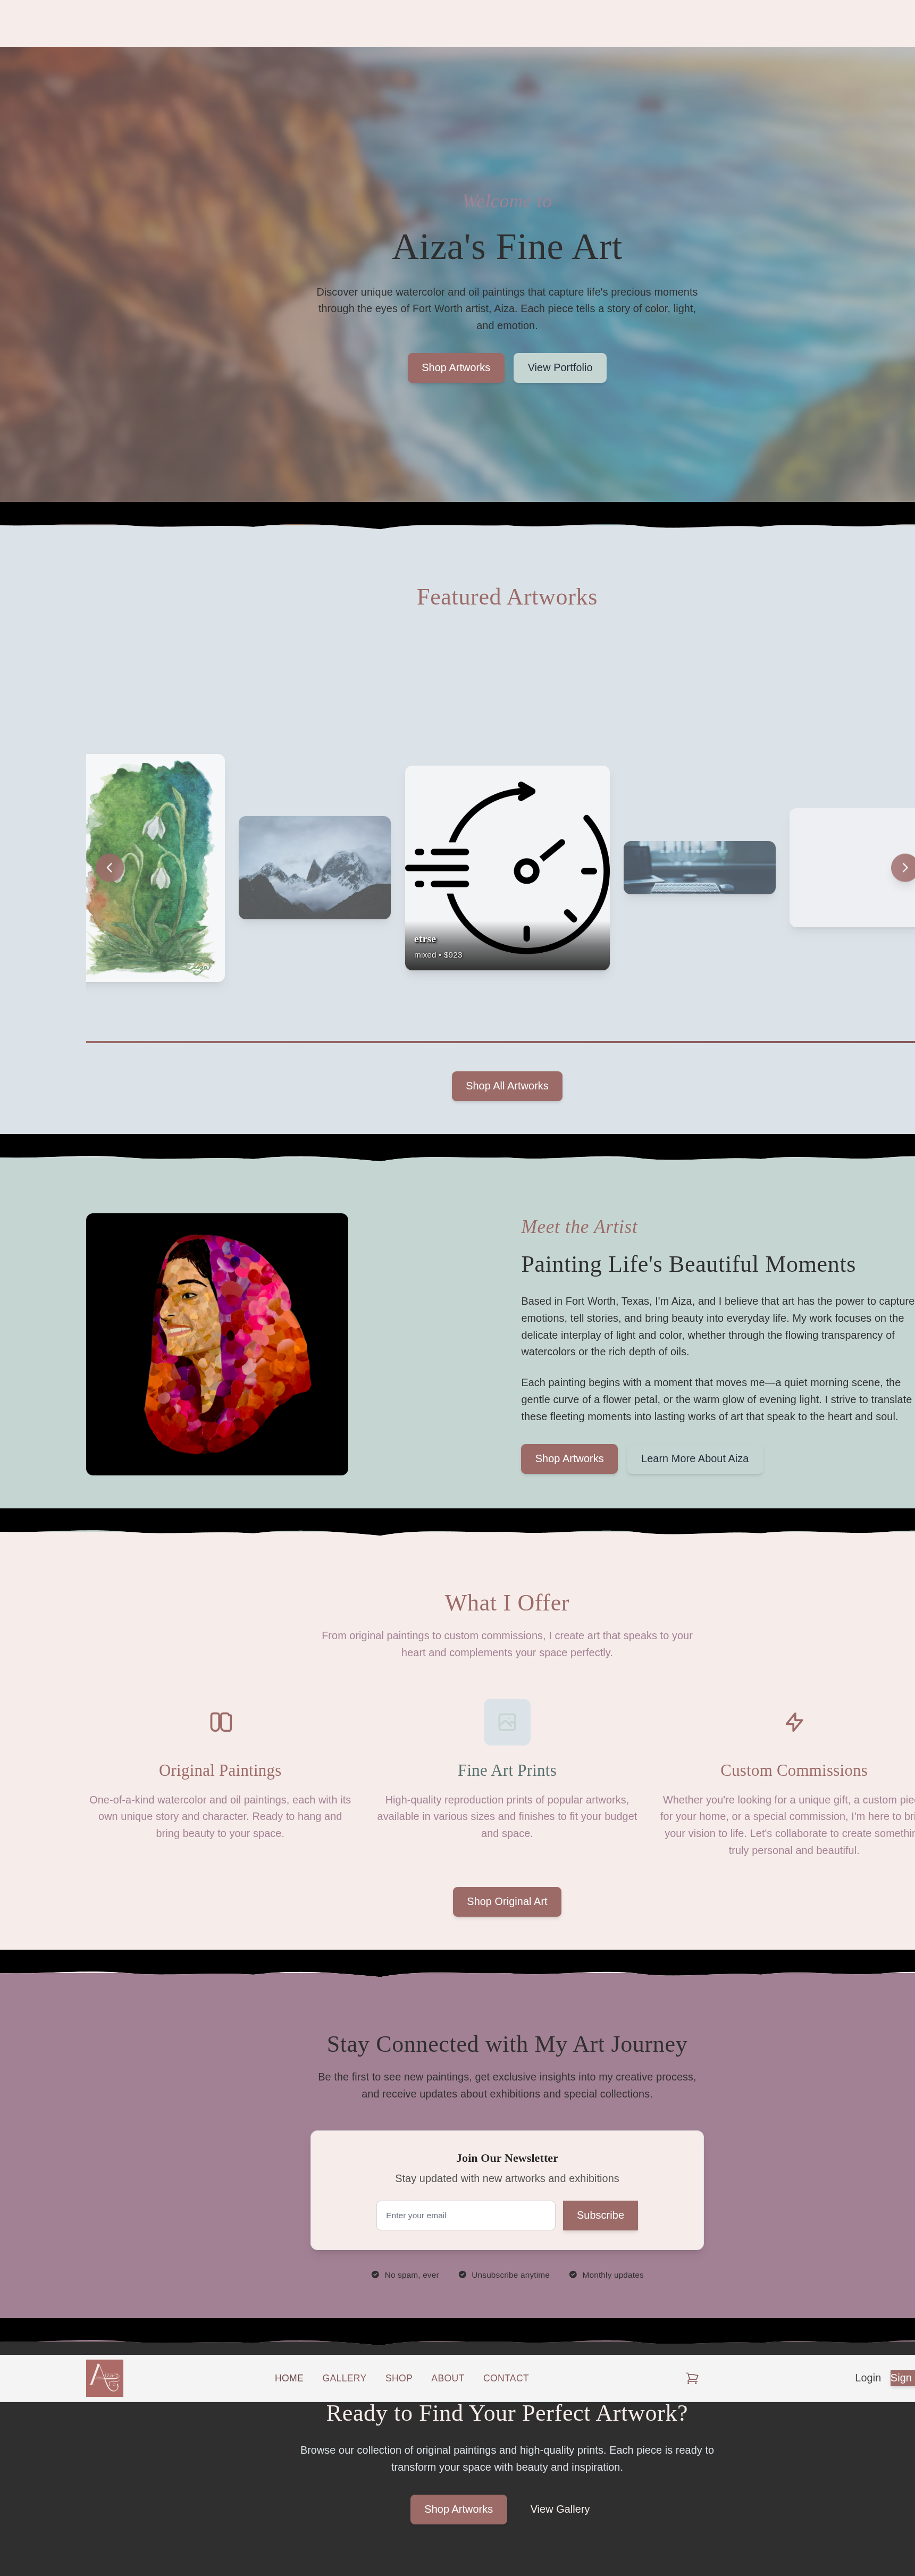 Welcome to
Aiza's Fine Art
Discover unique watercolor and oil paintings that capture life's precious moments
through the eyes of Fort Worth artist, Aiza. Each piece tells a story of color, light,
and emotion.
Shop Artworks
View Portfolio
Featured Artworks
etrse
mixed • $923
Shop All Artworks
Meet the Artist
Painting Life's Beautiful Moments
Based in Fort Worth, Texas, I'm Aiza, and I believe that art has the power to capture
emotions, tell stories, and bring beauty into everyday life. My work focuses on the
delicate interplay of light and color, whether through the flowing transparency of
watercolors or the rich depth of oils.
Each painting begins with a moment that moves me—a quiet morning scene, the
gentle curve of a flower petal, or the warm glow of evening light. I strive to translate
these fleeting moments into lasting works of art that speak to the heart and soul.
Shop Artworks
Learn More About Aiza
What I Offer
From original paintings to custom commissions, I create art that speaks to your
heart and complements your space perfectly.
Original Paintings
One-of-a-kind watercolor and oil paintings, each with its
own unique story and character. Ready to hang and
bring beauty to your space.
Fine Art Prints
High-quality reproduction prints of popular artworks,
available in various sizes and finishes to fit your budget
and space.
Custom Commissions
Whether you're looking for a unique gift, a custom pie
for your home, or a special commission, I'm here to bri
your vision to life. Let's collaborate to create somethin
truly personal and beautiful.
Shop Original Art
Stay Connected with My Art Journey
Be the first to see new paintings, get exclusive insights into my creative process,
and receive updates about exhibitions and special collections.
Join Our Newsletter
Stay updated with new artworks and exhibitions
Enter your email
Subscribe
No spam, ever
Unsubscribe anytime
Monthly updates
HOME
GALLERY
SHOP
ABOUT
CONTACT
Login
Sign
Ready to Find Your Perfect Artwork?
Browse our collection of original paintings and high-quality prints. Each piece is ready to
transform your space with beauty and inspiration.
Shop Artworks
View Gallery